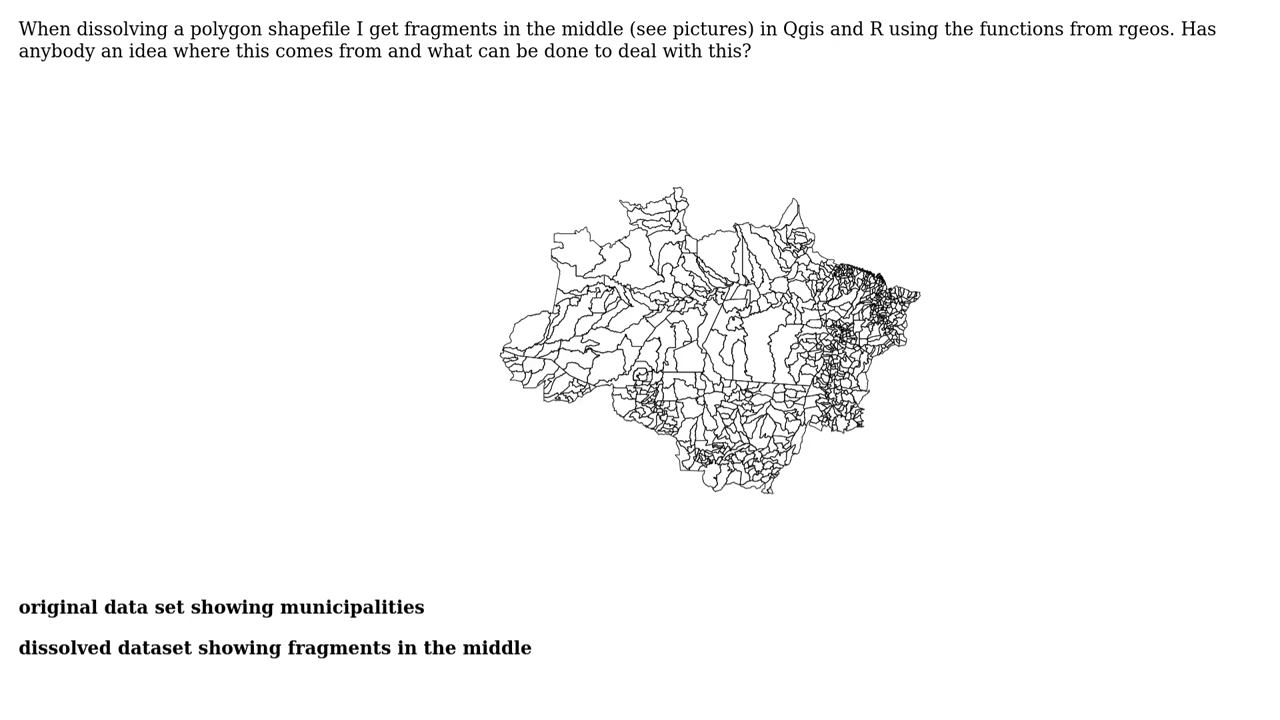 When dissolving a polygon shapefile I get fragments in the middle (see pictures) in Qgis and R using the functions from rgeos. Has
anybody an idea where this comes from and what can be done to deal with this?
original data set showing municipalities
dissolved dataset showing fragments in the middle